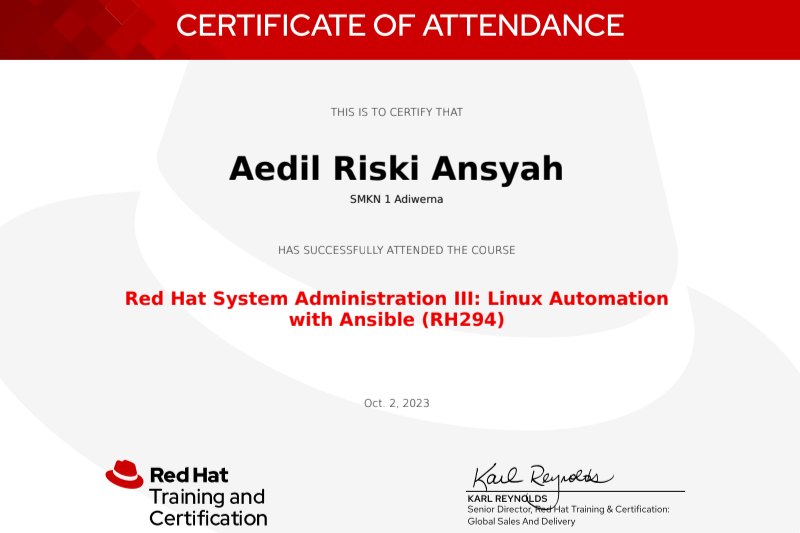 CERTIFICATE OF ATTENDANCE
THIS IS TO CERTIFY THAT
Aedil Riski Ansyah
SMKN 1 Adiwerna
HAS SUCCESSFULLY ATTENDED THE COURSE
Red Hat System Administration III: Linux Automation
with Ansible (RH294)
Oct. 2, 2023
Red Hat
Training and
Certification
Karl Reynolds
KARL REYNOLDS
Senior Director, Red Hat Training & Certification:
Global Sales And Delivery